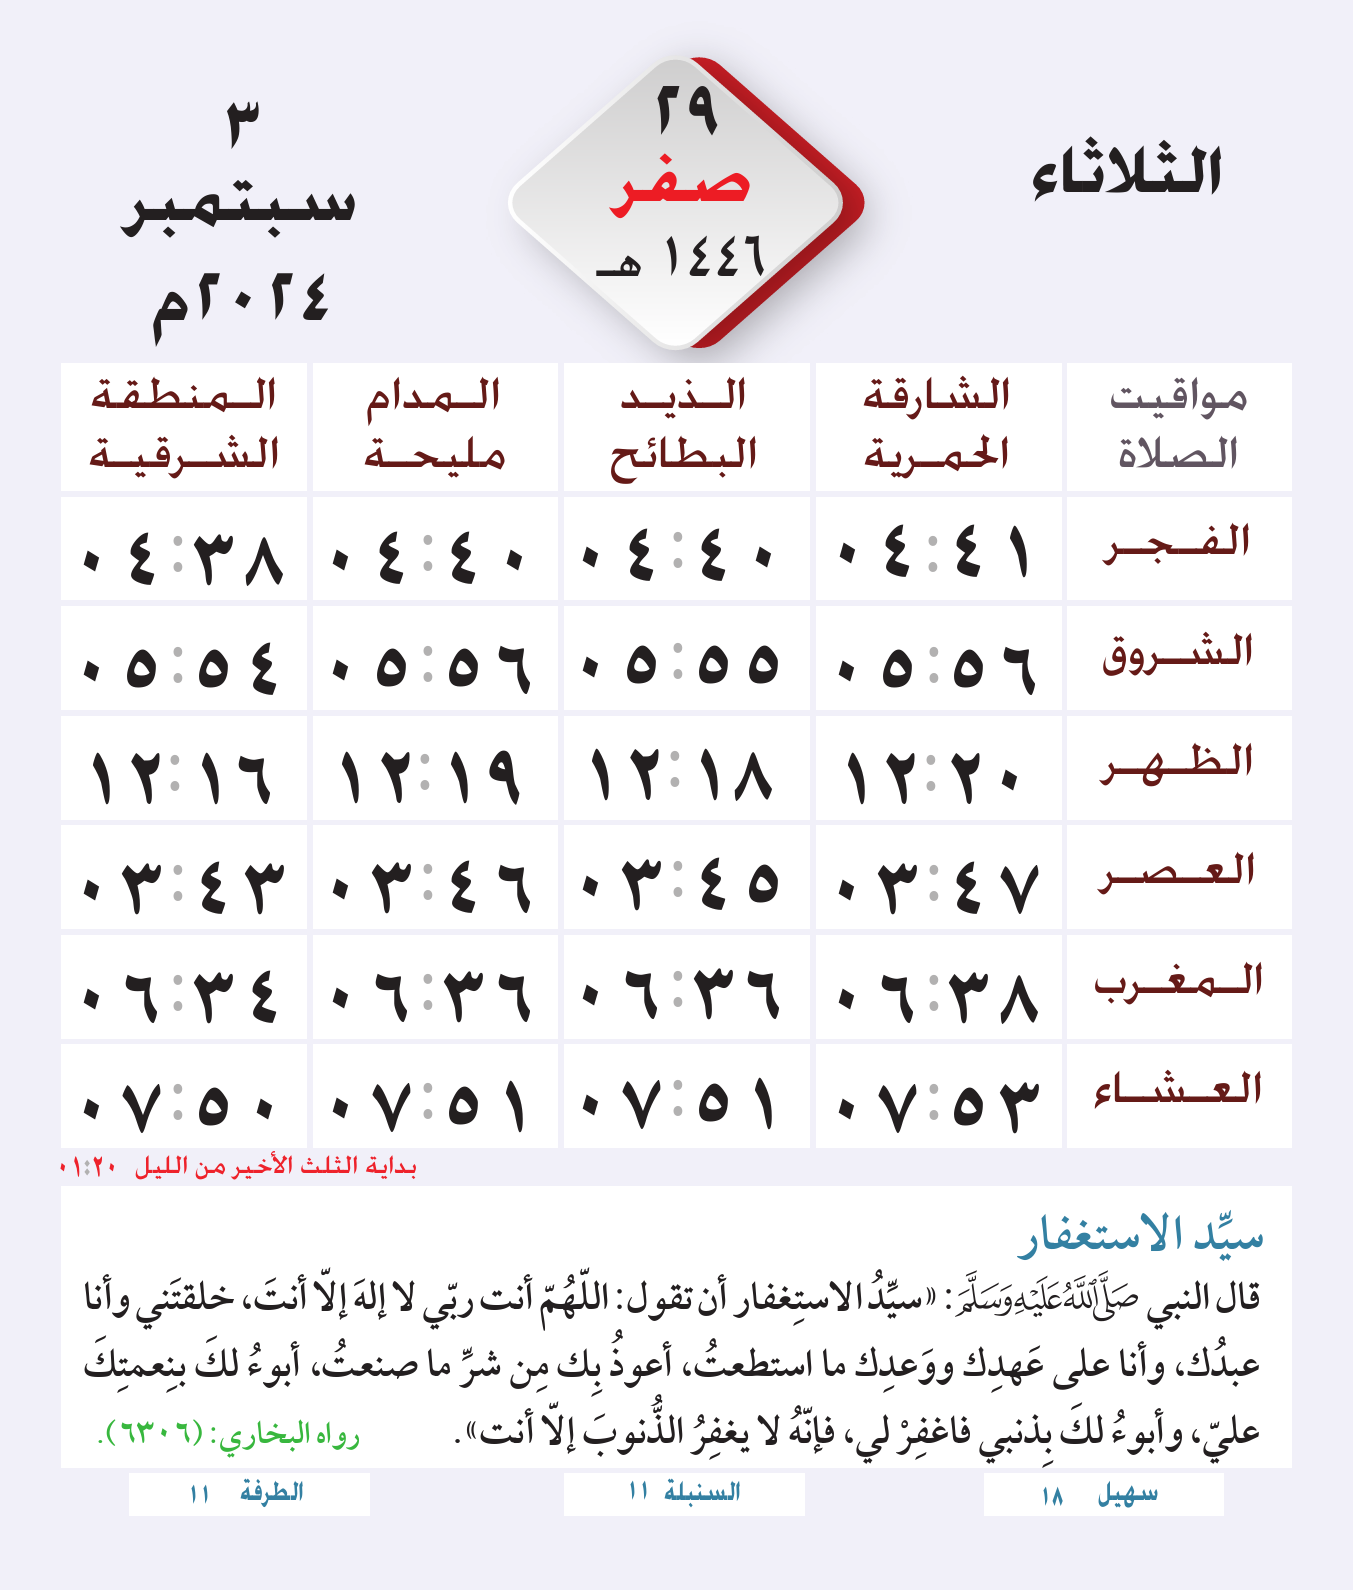 الثلاثاء
٢٩
صفر
١٤٤٦ هـ
٣
سبتمبر
٢٠٢٤م
مواقيت الصلاة
الشارقة الحمرية
الذيد البطائح
المدام مليحة
المنطقة الشرقية
الفجر ٠٤:٤١ ٠٤:٤٠ ٠٤:٤٠ ٠٤:٣٨
الشروق ٠٥:٥٦ ٠٥:٥٥ ٠٥:٥٦ ٠٥:٥٤
الظهر ١٢:٢٠ ١٢:١٨ ١٢:١٩ ١٢:١٦
العصر ٠٣:٤٧ ٠٣:٤٥ ٠٣:٤٦ ٠٣:٤٣
المغرب ٠٦:٣٨ ٠٦:٣٦ ٠٦:٣٦ ٠٦:٣٤
العشاء ٠٧:٥٣ ٠٧:٥١ ٠٧:٥١ ٠٧:٥٠
بداية الثلث الأخير من الليل ٠١:٢٠
سيِّد الاستغفار
قال النبي صَلَّى اللَّهُ عَلَيْهِ وَسَلَّمَ: «سيِّدُ الاستِغفار أن تقول: اللّهُمّ أنت ربّي لا إلهَ إلاّ أنتَ، خلقتَني وأنا
عبدُك، وأنا على عَهدِك ووَعدِك ما استطعتُ، أعوذُ بِك مِن شرِّ ما صنعتُ، أبوءُ لكَ بنِعمتِكَ
عليّ، وأبوءُ لكَ بِذنبي فاغفِرْ لي، فإنّهُ لا يغفِرُ الذُّنوبَ إلاّ أنت». رواه البخاري: (٦٣٠٦).
سهيل ١٨
السنبلة ١١
الطرفة ١١